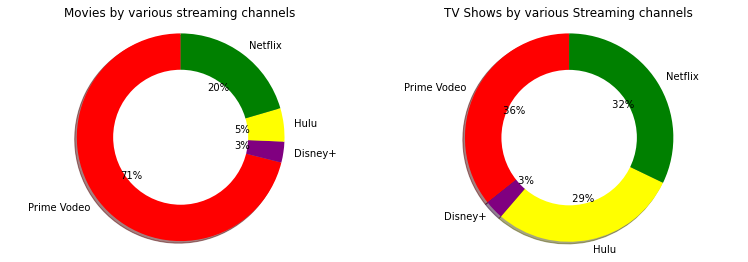 Movies by various streaming channels
Netflix
20%
Hulu
5%
3%
Disney+
71%
Prime Vodeo
TV Shows by various Streaming channels
Netflix
Prime Vodeo
32%
36%
3%
29%
Disney+
Hulu